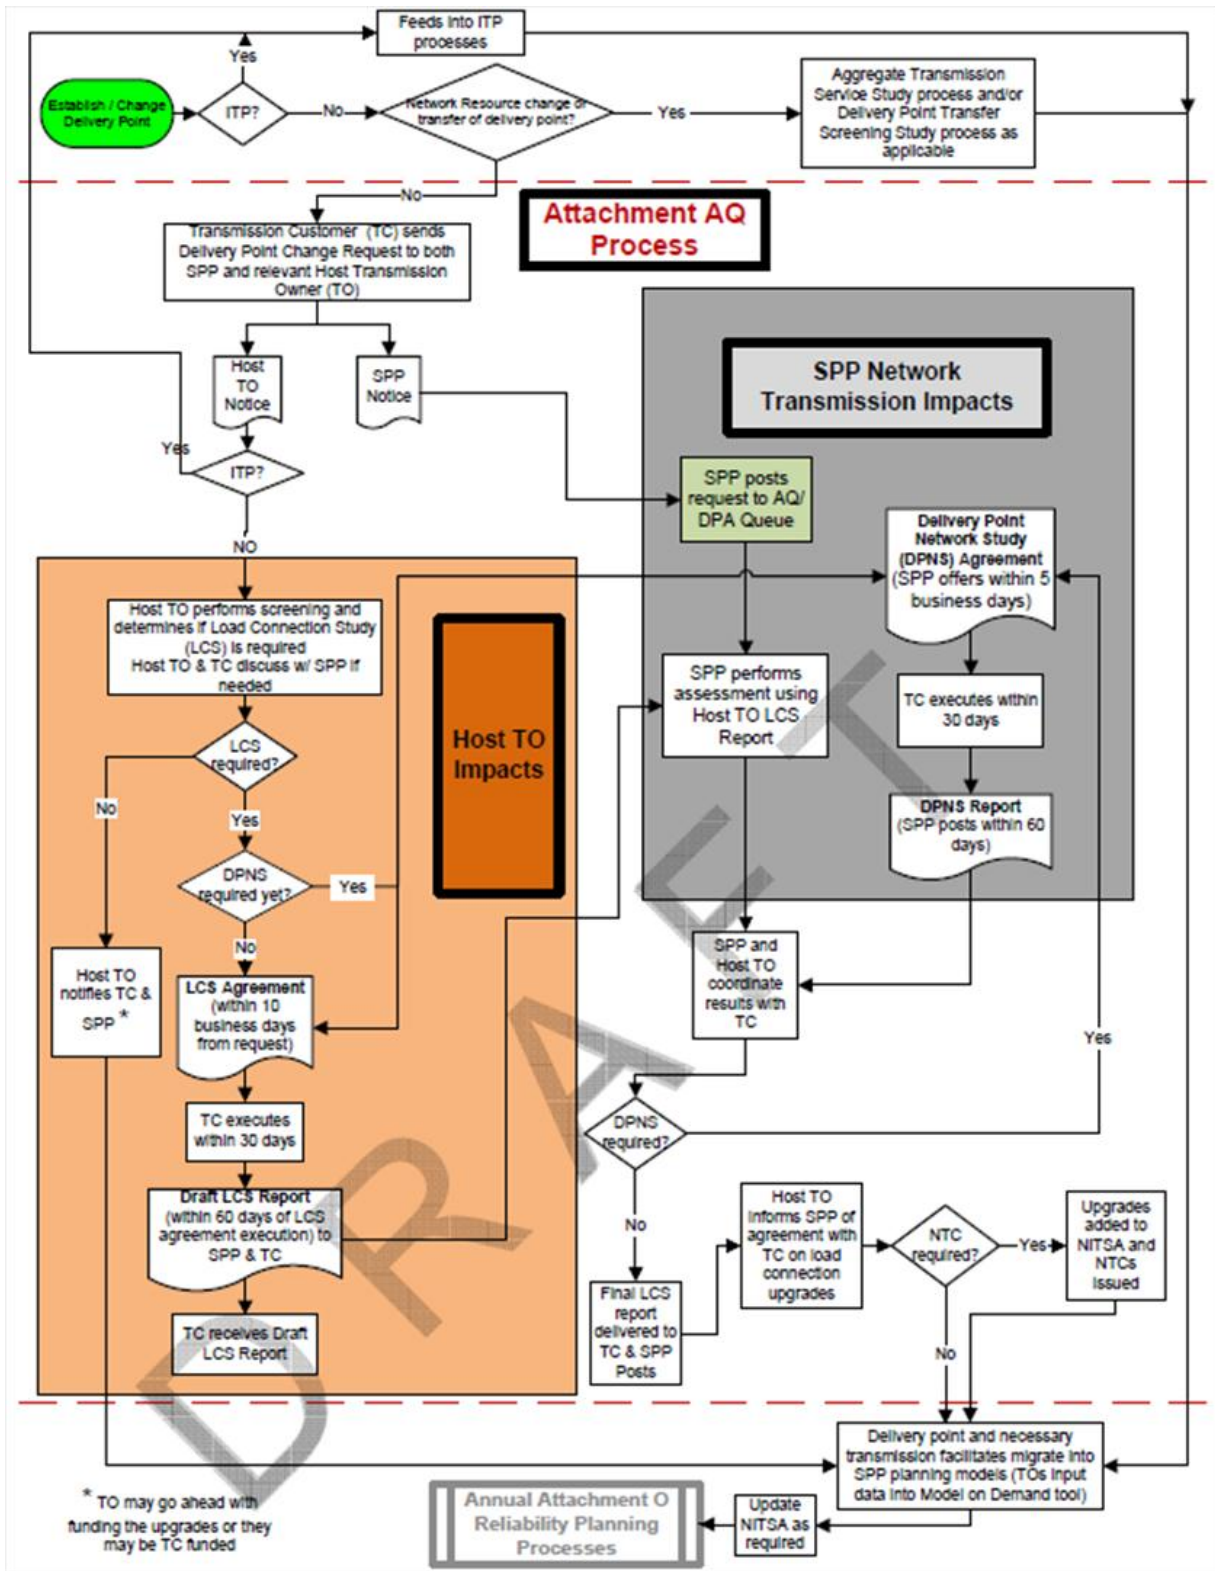 Feeds into ITP
processes
Yes
Establish / Change
Delivery Point
ITP?
No
Network Resource change or
transfer of delivery point?
Yes
Aggregate Transmission
Service Study process and/or
Delivery Point Transfer
Screening Study process as
applicable
No
Attachment AQ
Process
Transmission Customer (TC) sends
Delivery Point Change Request to both
SPP and relevant Host Transmission
Owner (TO)
Host
TO
Notice
SPP
Notice
SPP Network
Transmission Impacts
Yes
ITP?
NO
SPP posts
request to AQ/
DPA Queue
Delivery Point
Network Study
(DPNS) Agreement
(SPP offers within 5
business days)
Host TO performs screening and
determines if Load Connection Study
(LCS) is required
Host TO & TC discuss w/ SPP if
needed
Host TO
Impacts
SPP performs
assessment using
Host TO LCS
Report
TC executes within
30 days
LCS
required?
No
Yes
DPNS Report
(SPP posts within 60
days)
DPNS
required yet?
Yes
No
Host TO
notifies TC &
SPP *
LCS Agreement
(within 10
business days
from request)
SPP and
Host TO
coordinate
results with
TC
Yes
TC executes
within 30 days
DPNS
required?
Draft LCS Report
(within 60 days of LCS
agreement execution) to
SPP & TC
No
Host TO
informs SPP of
agreement with
TC on load
connection
upgrades
NTC
required?
Yes
Upgrades
added to
NITSA and
NTCs
issued
TC receives Draft
LCS Report
Final LCS
report
delivered to
TC & SPP
Posts
No
Delivery point and necessary
transmission facilitates migrate into
SPP planning models (TOs input
data into Model on Demand tool)
* TO may go ahead with
funding the upgrades or they
may be TC funded
Annual Attachment O
Reliability Planning
Processes
Update
NITSA as
required
DRAFT